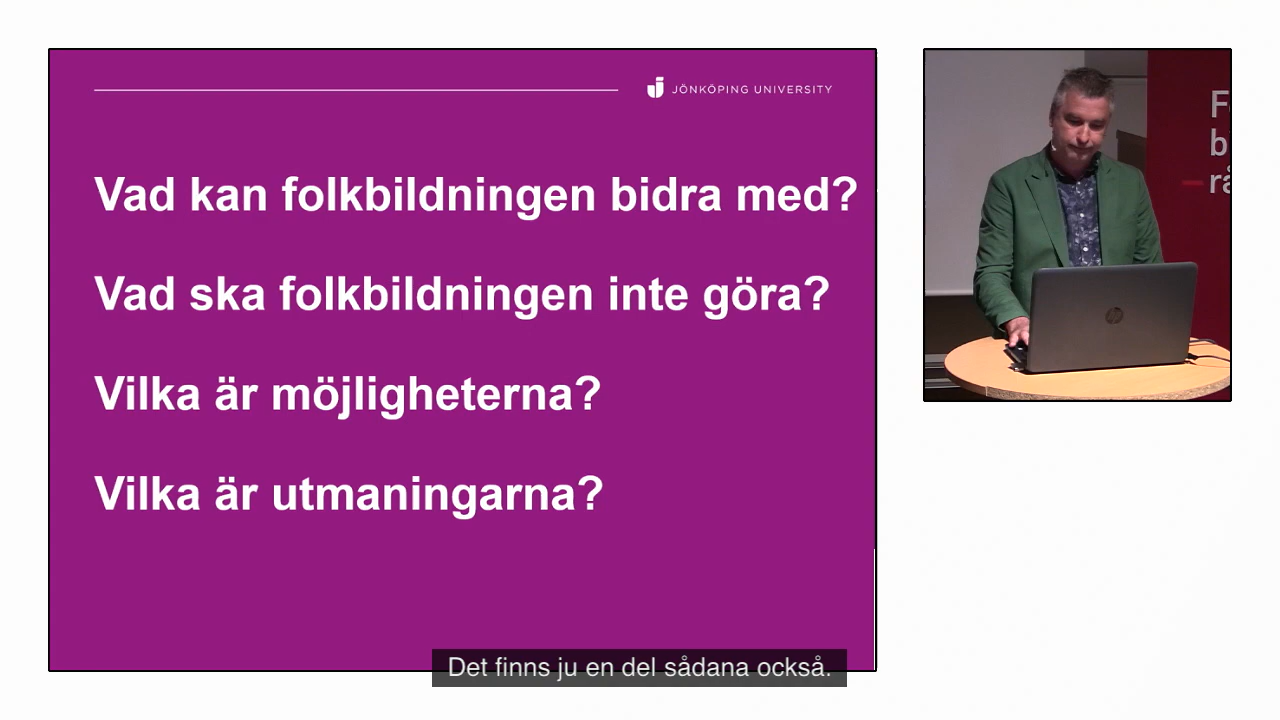 JÖNKÖPING UNIVERSITY
Vad kan folkbildningen bidra med?
Vad ska folkbildningen inte göra?
Vilka är möjligheterna?
Vilka är utmaningarna?
Det finns ju en del sådana också.